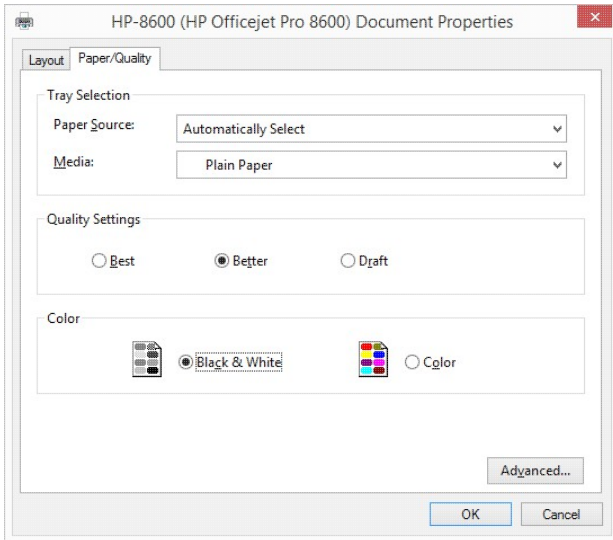 HP-8600 (HP Officejet Pro 8600) Document Properties
Layout Paper/Quality
Tray Selection
Paper Source: Automatically Select
Media: Plain Paper
Quality Settings
Best Better Draft
Color
Black & White Color
Advanced...
OK Cancel